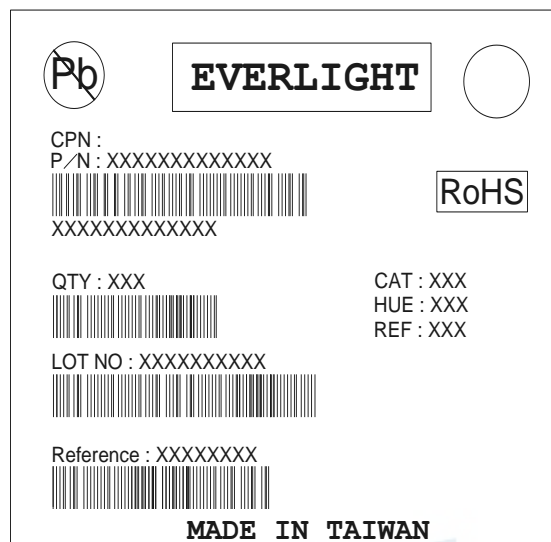 Pb
EVERLIGHT
CPN :
P/N : XXXXXXXXXXXXX
RoHS
XXXXXXXXXXXXX
QTY : XXX
CAT : XXX
HUE : XXX
REF : XXX
LOT NO : XXXXXXXXXX
Reference : XXXXXXXX
MADE IN TAIWAN